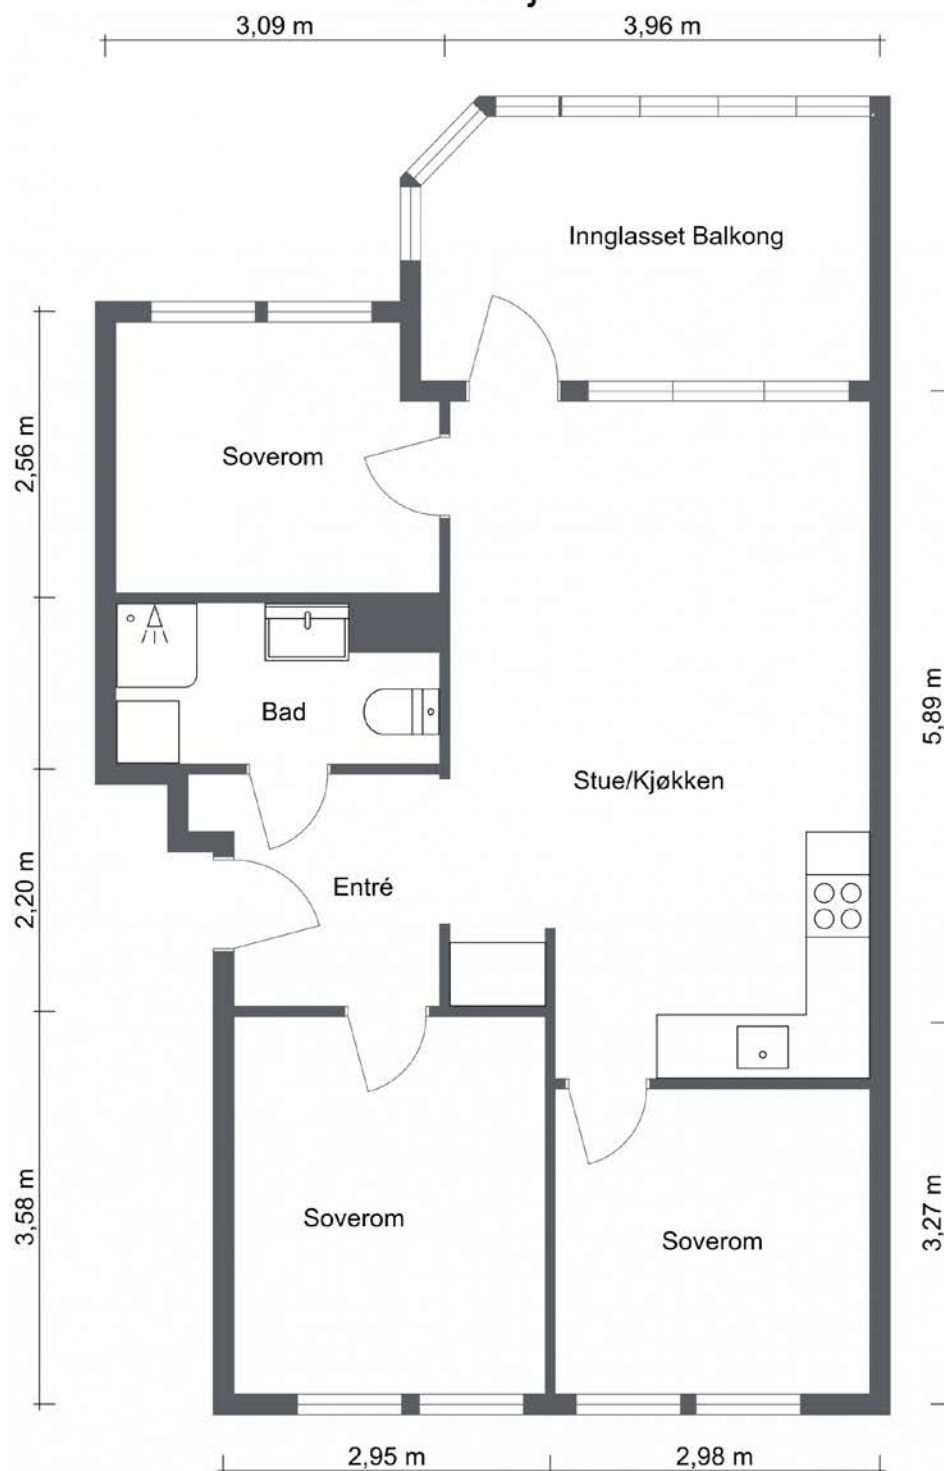 3,09 m
3,96 m
Innglasset Balkong
2,56 m
Soverom
Bad
5,89 m
Stue/Kjøkken
2,20 m
Entré
3,58 m
Soverom
Soverom
3,27 m
2,95 m
2,98 m